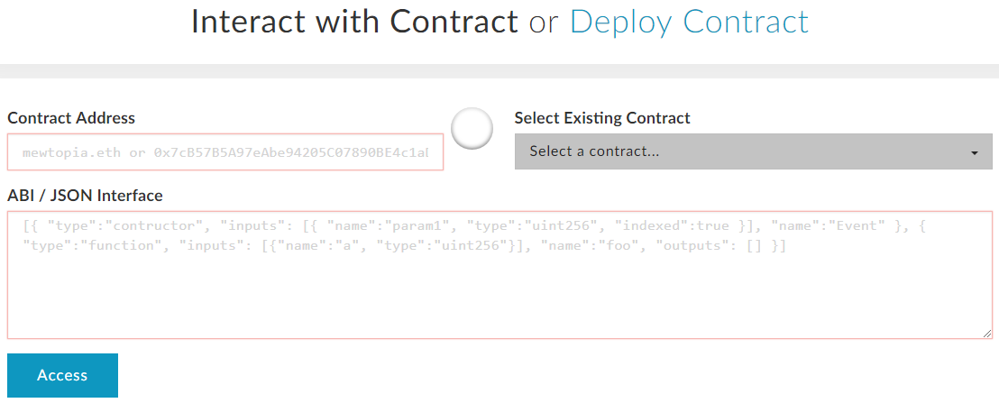 Interact with Contract or Deploy Contract
Contract Address
Select Existing Contract
mewtopia.eth or 0x7cB57B5A97eAbe94205C07890BE4c1aD
Select a contract...
ABI / JSON Interface
[{ "type":"contructor", "inputs": [{ "name":"param1", "type":"uint256", "indexed":true }], "name":"Event" }, {
"type":"function", "inputs": [{"name":"a", "type":"uint256"}], "name":"foo", "outputs": [] }]
Access